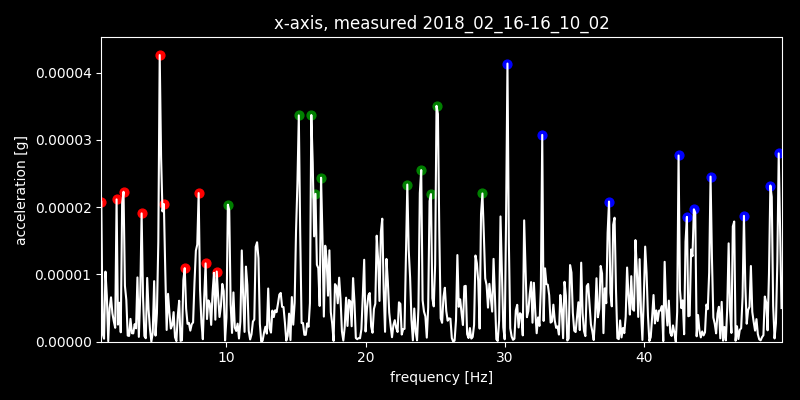 x-axis, measured 2018_02_16-16_10_02
acceleration [g]
0.00004
0.00003
0.00002
0.00001
0.00000
10 20 30 40
frequency [Hz]